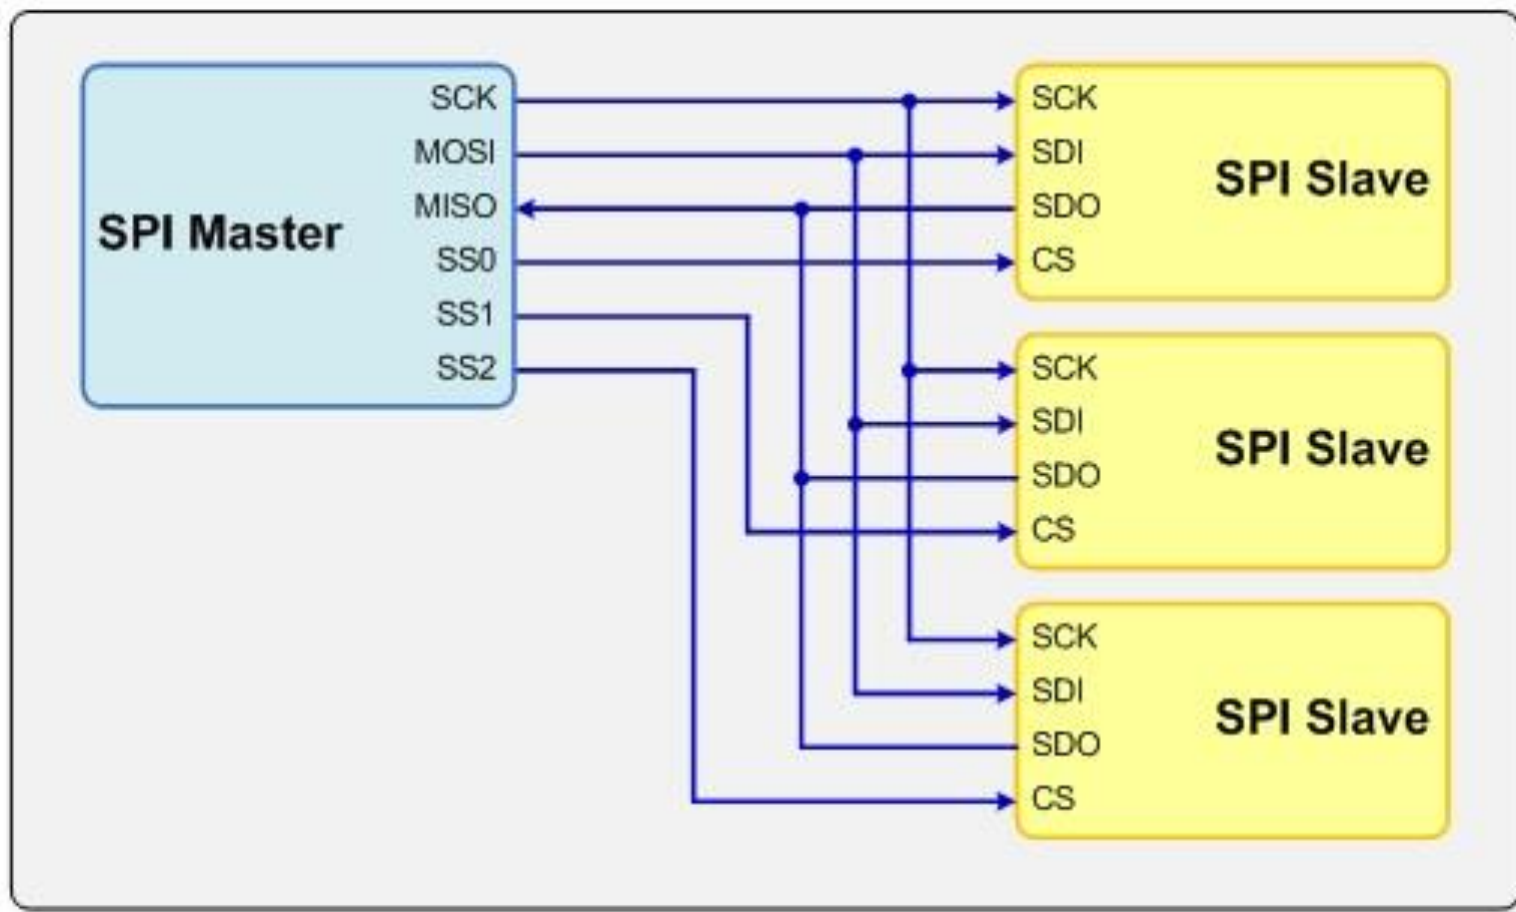 SPI Master
SCK
MOSI
MISO
SS0
SS1
SS2
SCK
SDI
SDO
CS
SPI Slave
SCK
SDI
SDO
CS
SPI Slave
SCK
SDI
SDO
CS
SPI Slave